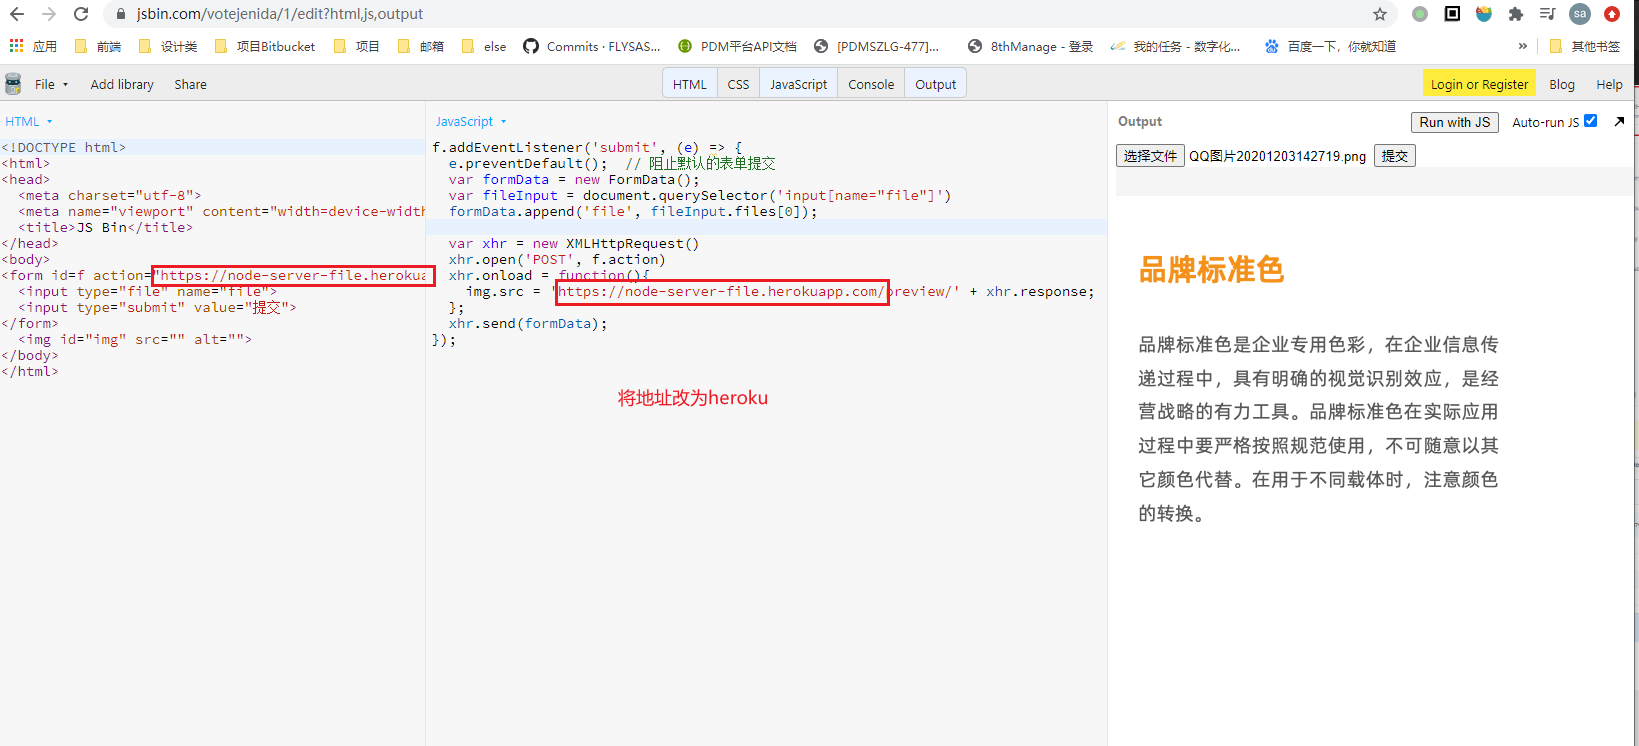 jsbin.com/votejenida/1/edit?html,js,output
sa
应用 前端 设计类 项目Bitbucket 项目 邮箱 else Commits · FLYSAS... PDM平台API文档 [PDMSZLG-477]... 8thManage - 登录 我的任务 - 数字化... 百度一下，你就知道 » 其他书签
File Add library Share HTML CSS JavaScript Console Output Login or Register Blog Help
HTML
<!DOCTYPE html>
<html>
<head>
<meta charset="utf-8">
<meta name="viewport" content="width=device-width
<title>JS Bin</title>
</head>
<body>
<form id=f action="https://node-server-file.herokua
<input type="file" name="file">
<input type="submit" value="提交">
</form>
<img id="img" src="" alt="">
</body>
</html>
JavaScript
f.addEventListener('submit', (e) => {
e.preventDefault(); // 阻止默认的表单提交
var formData = new FormData();
var fileInput = document.querySelector('input[name="file"]')
formData.append('file', fileInput.files[0]);
var xhr = new XMLHttpRequest()
xhr.open('POST', f.action)
xhr.onload = function(){
img.src = 'https://node-server-file.herokuapp.com/preview/' + xhr.response;
};
xhr.send(formData);
});
将地址改为heroku
Output Run with JS Auto-run JS
选择文件 QQ图片20201203142719.png 提交
品牌标准色
品牌标准色是企业专用色彩，在企业信息传
递过程中，具有明确的视觉识别效应，是经
营战略的有力工具。品牌标准色在实际应用
过程中要严格按照规范使用，不可随意以其
它颜色代替。在用于不同载体时，注意颜色
的转换。